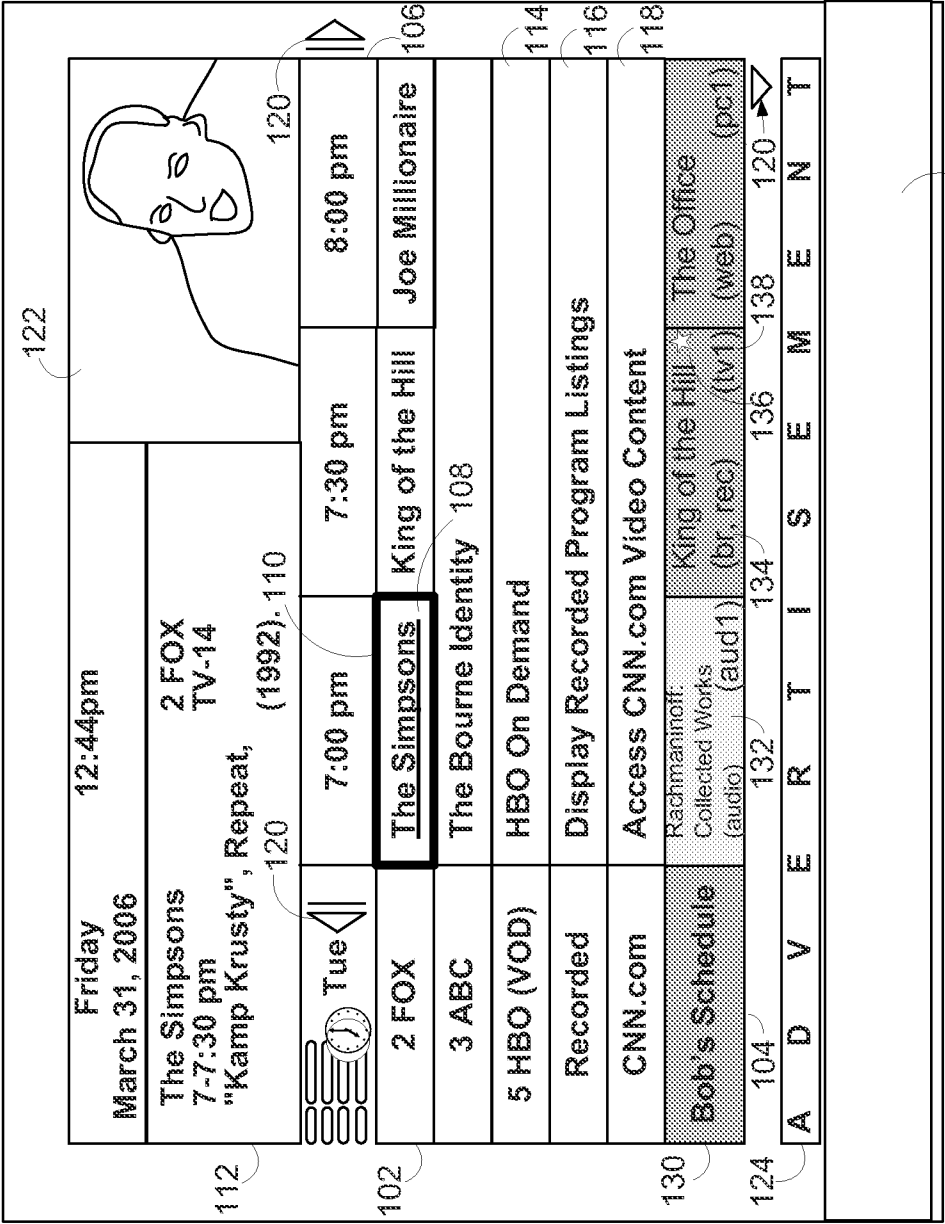 122
Friday 12:44pm
March 31, 2006
The Simpsons 2 FOX
7-7:30 pm TV-14
"Kamp Krusty", Repeat, (1992).
110
120
120
112
Tue 7:00 pm 7:30 pm 8:00 pm
106
102
2 FOX The Simpsons King of the Hill Joe Millionaire
108
3 ABC The Bourne Identity
5 HBO (VOD) HBO On Demand
114
Recorded Display Recorded Program Listings
116
CNN.com Access CNN.com Video Content
118
130
Bob's Schedule
Rachmaninoff:
Collected Works
(audio) (aud1)
King of the Hill
(br, rec) (tv1)
The Office
(web) (pc1)
104
132
134
136
138
120
124
A D V E R T I S E M E N T